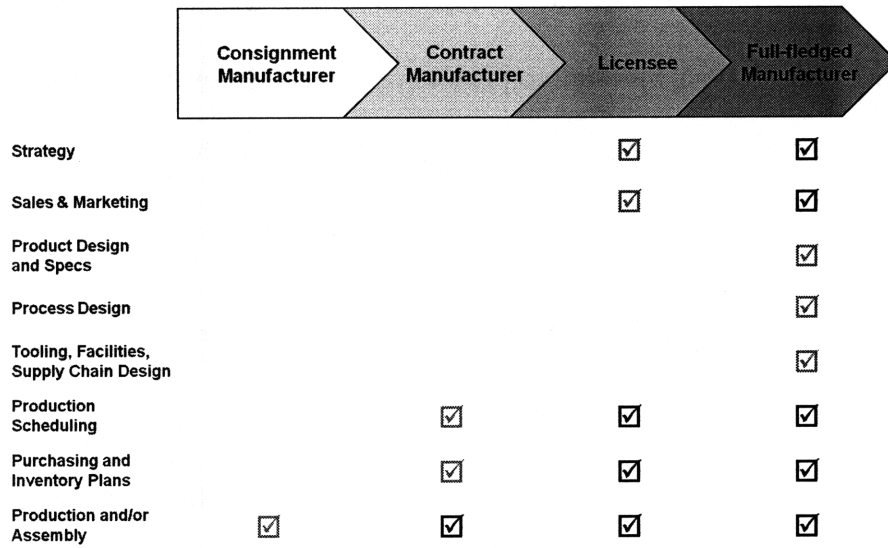 Consignment
Manufacturer
Contract
Manufacturer
Licensee
Full-fledged
Manufacturer
Strategy
Sales & Marketing
Product Design
and Specs
Process Design
Tooling, Facilities,
Supply Chain Design
Production
Scheduling
Purchasing and
Inventory Plans
Production and/or
Assembly